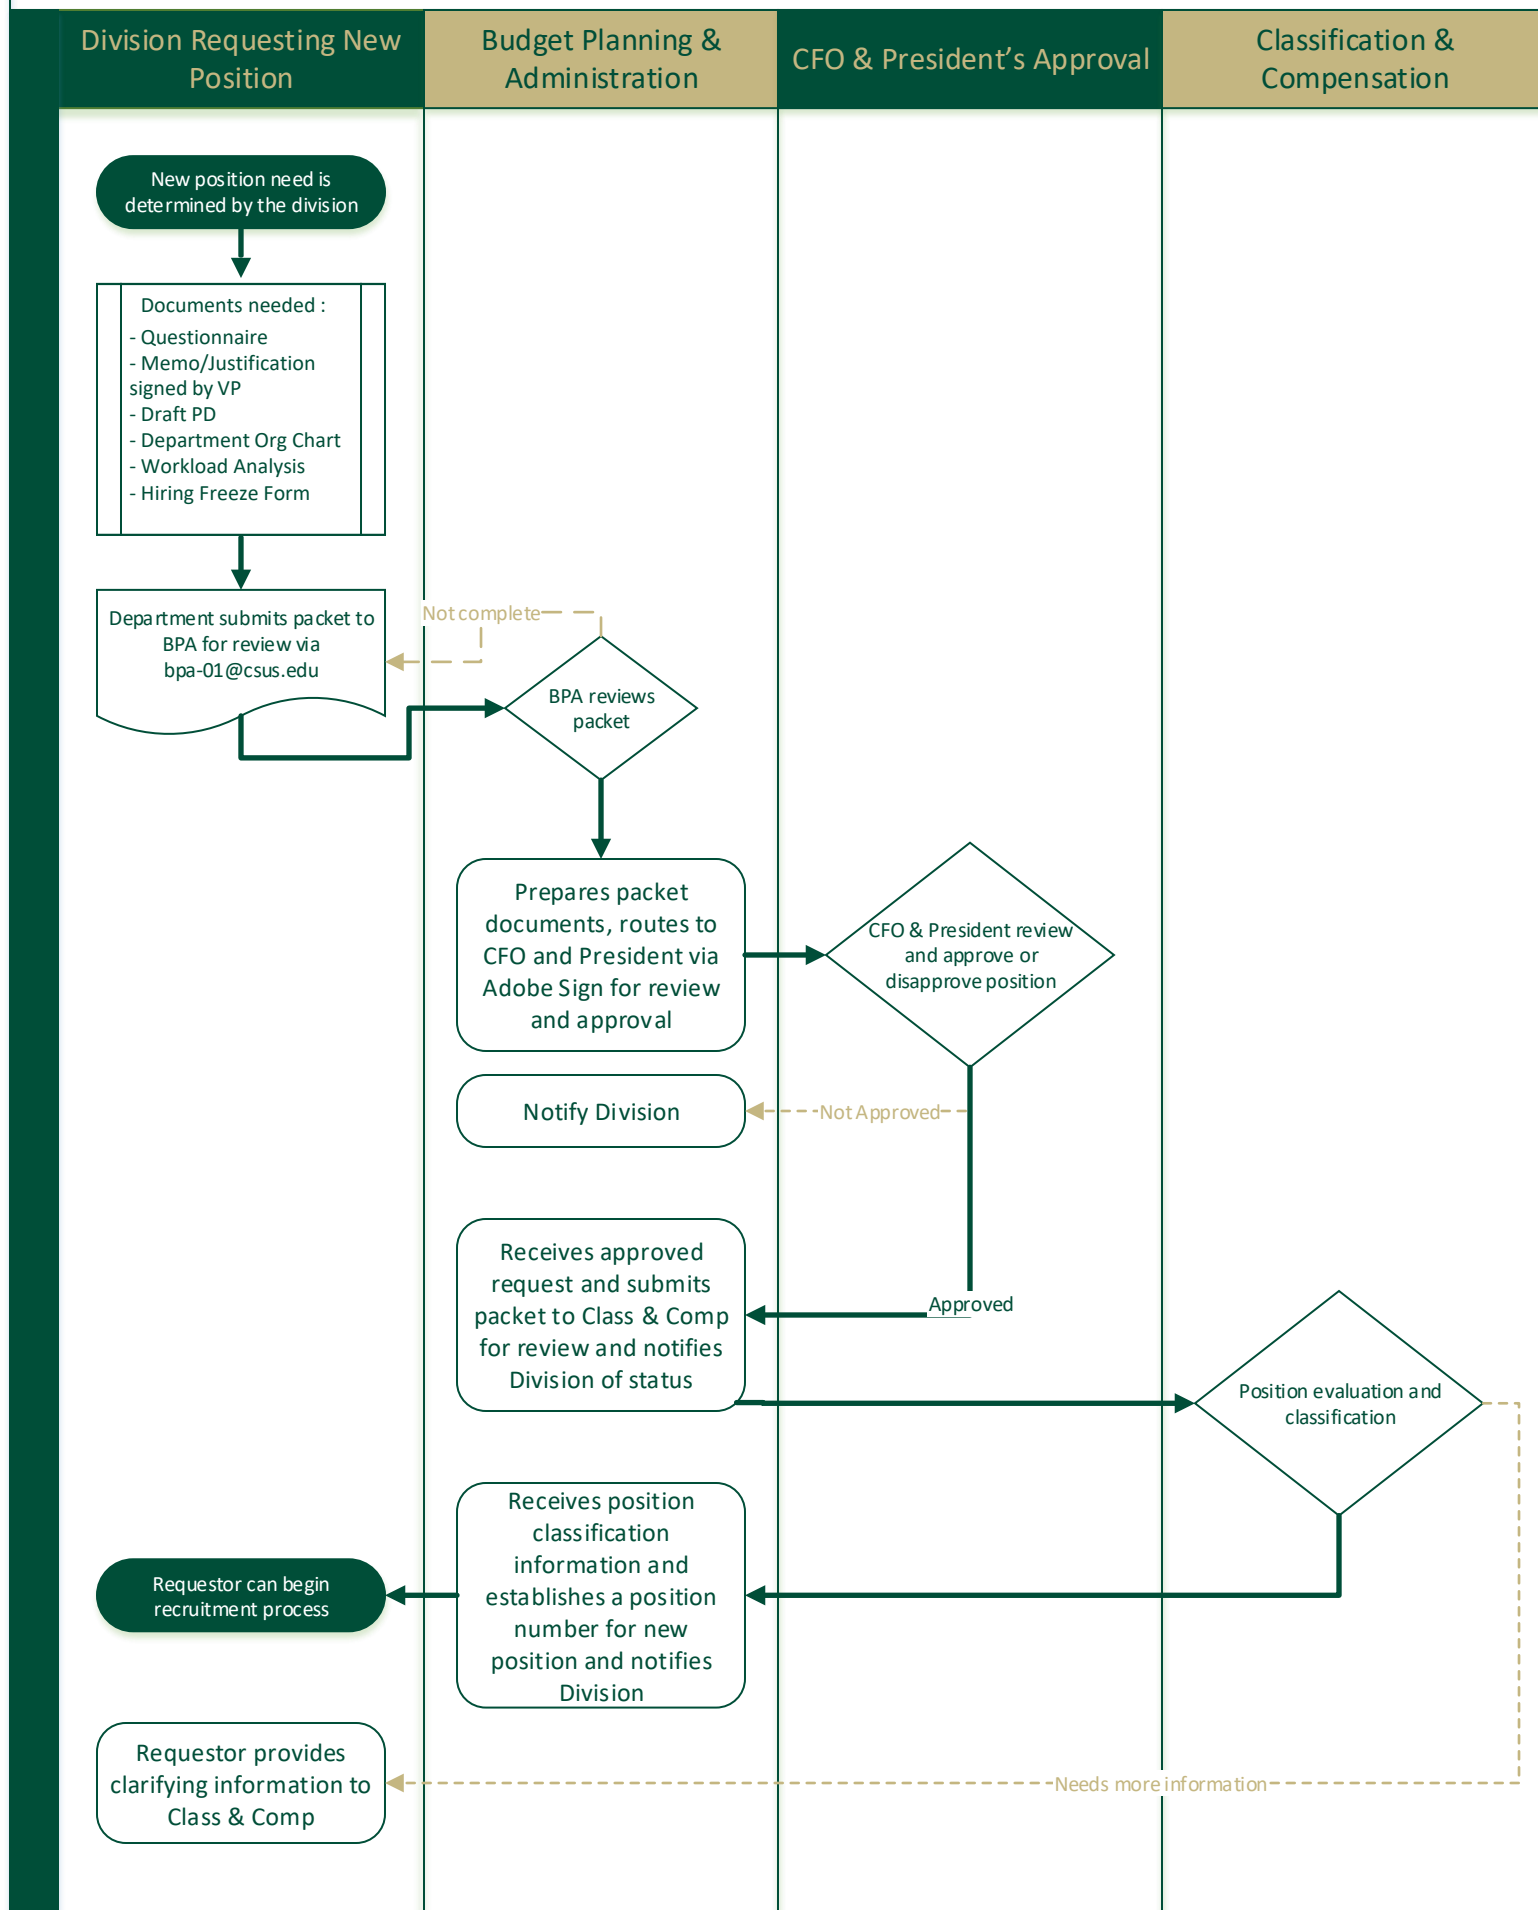 Division Requesting New
Position
Budget Planning &
Administration
CFO & President's Approval
Classification &
Compensation
New position need is
determined by the division
Documents needed :
- Questionnaire
- Memo/Justification
signed by VP
- Draft PD
- Department Org Chart
- Workload Analysis
- Hiring Freeze Form
Department submits packet to
BPA for review via
bpa-01@csus.edu
Not complete
BPA reviews
packet
Prepares packet
documents, routes to
CFO and President via
Adobe Sign for review
and approval
CFO & President review
and approve or
disapprove position
Notify Division
Not Approved
Receives approved
request and submits
packet to Class & Comp
for review and notifies
Division of status
Approved
Position evaluation and
classification
Receives position
classification
information and
establishes a position
number for new
position and notifies
Division
Requestor can begin
recruitment process
Requestor provides
clarifying information to
Class & Comp
Needs more information